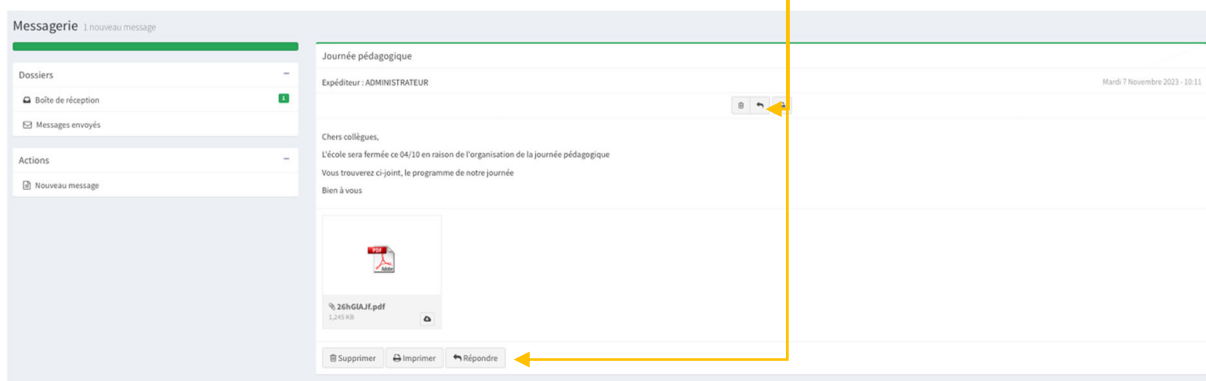 Messagerie 1 nouveau message
Dossiers
Boîte de réception 1
Messages envoyés
Actions
Nouveau message
Journée pédagogique
Expéditeur : ADMINISTRATEUR Mardi 7 Novembre 2023 - 10:11
Chers collègues,
L'école sera fermée ce 04/10 en raison de l'organisation de la journée pédagogique
Vous trouverez ci-joint, le programme de notre journée
Bien à vous
PDF
Adobe
26hGlAJf.pdf
1,245 KB
Supprimer Imprimer Répondre